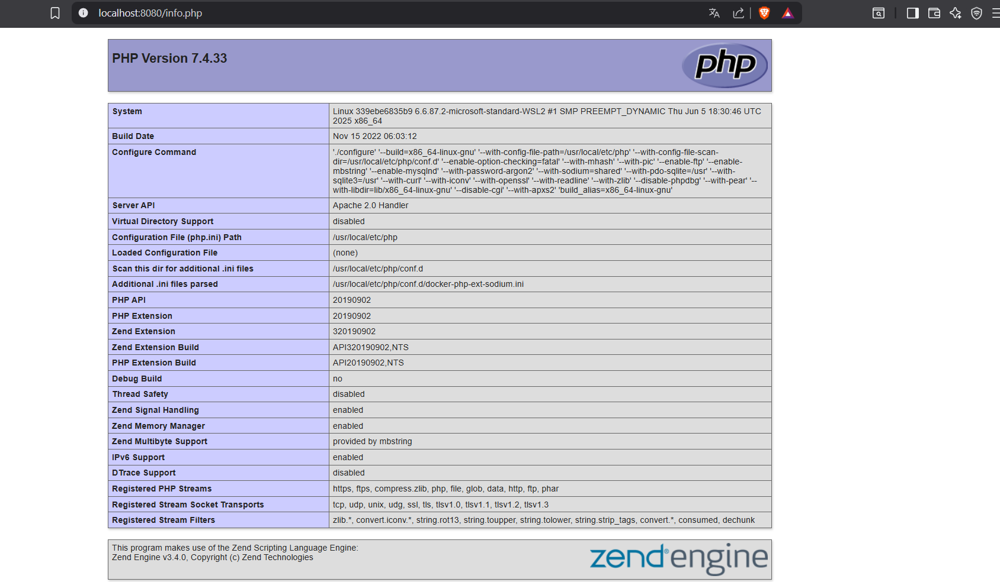 localhost:8080/info.php
PHP Version 7.4.33
php
System
Linux 339ebe6835b9 6.6.87.2-microsoft-standard-WSL2 #1 SMP PREEMPT_DYNAMIC Thu Jun 5 18:30:46 UTC
2025 x86_64
Build Date
Nov 15 2022 06:03:12
Configure Command
'./configure' '--build=x86_64-linux-gnu' '--with-config-file-path=/usr/local/etc/php' '--with-config-file-scan-
dir=/usr/local/etc/php/conf.d' '--enable-option-checking=fatal' '--with-mhash' '--with-pic' '--enable-ftp' '--enable-
mbstring' '--enable-mysqlnd' '--with-password-argon2' '--with-sodium=shared' '--with-pdo-sqlite=/usr' '--with-
sqlite3=/usr' '--with-curl' '--with-iconv' '--with-openssl' '--with-readline' '--with-zlib' '--disable-phpdbg' '--with-pear' '--
with-libdir=lib/x86_64-linux-gnu' '--disable-cgi' '--with-apxs2' 'build_alias=x86_64-linux-gnu'
Server API
Apache 2.0 Handler
Virtual Directory Support
disabled
Configuration File (php.ini) Path
/usr/local/etc/php
Loaded Configuration File
(none)
Scan this dir for additional .ini files
/usr/local/etc/php/conf.d
Additional .ini files parsed
/usr/local/etc/php/conf.d/docker-php-ext-sodium.ini
PHP API
20190902
PHP Extension
20190902
Zend Extension
320190902
Zend Extension Build
API320190902,NTS
PHP Extension Build
API20190902,NTS
Debug Build
no
Thread Safety
disabled
Zend Signal Handling
enabled
Zend Memory Manager
enabled
Zend Multibyte Support
provided by mbstring
IPv6 Support
enabled
DTrace Support
disabled
Registered PHP Streams
https, ftps, compress.zlib, php, file, glob, data, http, ftp, phar
Registered Stream Socket Transports
tcp, udp, unix, udg, ssl, tls, tlsv1.0, tlsv1.1, tlsv1.2, tlsv1.3
Registered Stream Filters
zlib.*, convert.iconv.*, string.rot13, string.toupper, string.tolower, string.strip_tags, convert.*, consumed, dechunk
This program makes use of the Zend Scripting Language Engine:
Zend Engine v3.4.0, Copyright (c) Zend Technologies
zend® engine